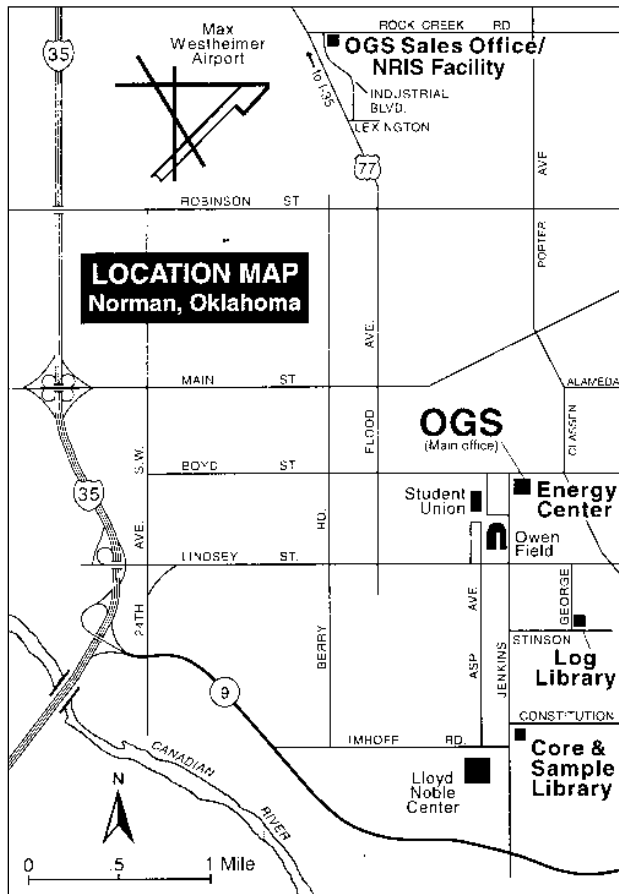 35
Max
Westheimer
Airport
ROCK CREEK RD
OGS Sales Office/
NRIS Facility
to I-35
INDUSTRIAL
BLVD.
LEXINGTON
77
AVE
PORTER
ROBINSON ST
LOCATION MAP
Norman, Oklahoma
AVE.
FLOOD
MAIN ST
ALAMEDA
CLASSEN
OGS
(Main office)
S.W.
BOYD ST
35
Student
Union
Energy
Center
Owen
Field
AVE.
RD.
LINDSEY ST.
24TH
BERRY
ASP AVE
JENKINS
GEORGE
STINSON
Log
Library
9
CONSTITUTION
IMHOFF RD.
Core &
Sample
Library
Lloyd
Noble
Center
CANADIAN
RIVER
N
0 .5 1 Mile